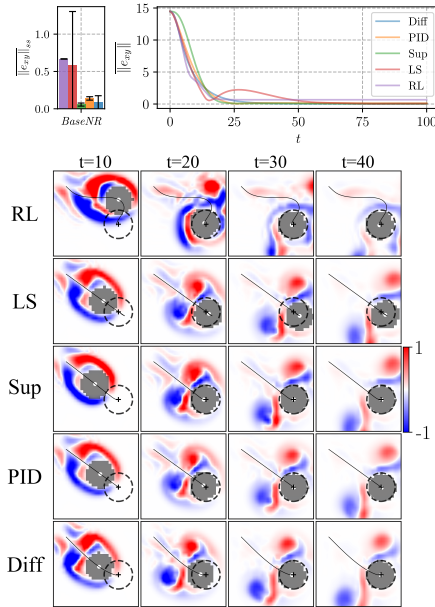 ‖e_xy‖_ss
1.0
0.5
0.0
BaseNR
‖e_xy‖
15
10
5
0
0
25
50
75
100
t
Diff
PID
Sup
LS
RL
t=10 t=20 t=30 t=40
RL
LS
Sup
1
-1
PID
Diff